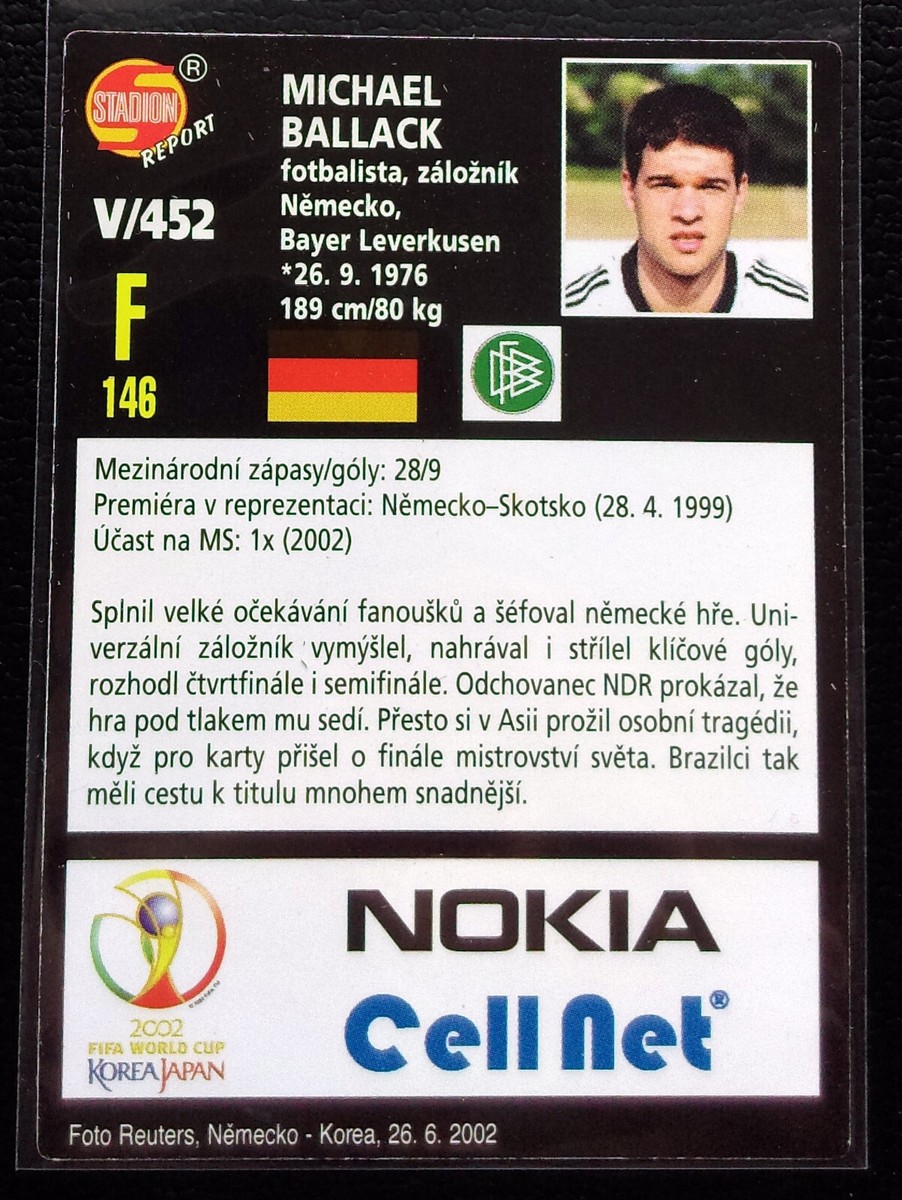 STADION®
REPORT
V/452
F
146
MICHAEL
BALLACK
fotbalista, záložník
Německo,
Bayer Leverkusen
*26. 9. 1976
189 cm/80 kg
DFB
Mezinárodní zápasy/góly: 28/9
Premiéra v reprezentaci: Německo–Skotsko (28. 4. 1999)
Účast na MS: 1x (2002)
Splnil velké očekávání fanoušků a šéfoval německé hře. Uni-
verzální záložník vymýšlel, nahrával i střílel klíčové góly,
rozhodl čtvrtfinále i semifinále. Odchovanec NDR prokázal, že
hra pod tlakem mu sedí. Přesto si v Asii prožil osobní tragédii,
když pro karty přišel o finále mistrovství světa. Brazilci tak
měli cestu k titulu mnohem snadnější.
2002
FIFA WORLD CUP
KOREA JAPAN
NOKIA
Cell Net®
Foto Reuters, Německo - Korea, 26. 6. 2002